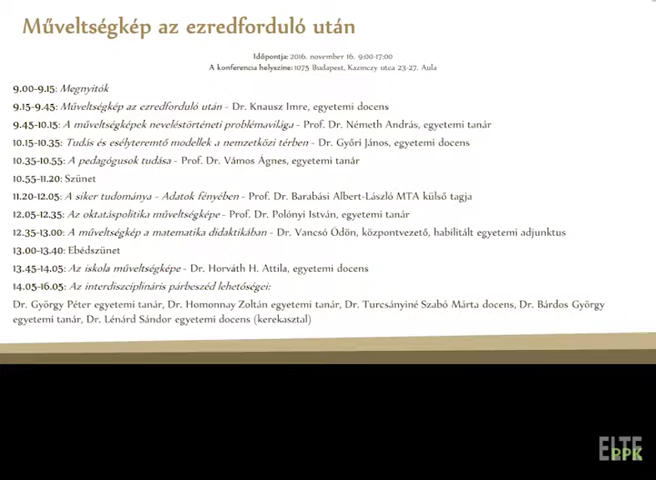 Műveltségkép az ezredforduló után
Időpontja: 2016. november 16. 9:00-17:00
A konferencia helyszíne: 1075 Budapest, Kazinczy utca 23-27. Aula
9.00-9.15: Megnyitók
9.15-9.45: Műveltségkép az ezredforduló után - Dr. Knausz Imre, egyetemi docens
9.45-10.15: A műveltségképek neveléstörténeti problémavilága - Prof. Dr. Németh András, egyetemi tanár
10.15-10.35: Tudás és esélyteremtő modellek a nemzetközi térben - Dr. Győri János, egyetemi docens
10.35-10.55: A pedagógusok tudása - Prof. Dr. Vámos Ágnes, egyetemi tanár
10.55-11.20: Szünet
11.20-12.05: A siker tudománya - Adatok fényében - Prof. Dr. Barabási Albert-László MTA külső tagja
12.05-12.35: Az oktatáspolitika műveltségképe - Prof. Dr. Polónyi István, egyetemi tanár
12.35-13.00: A műveltségkép a matematika didaktikában - Dr. Vancsó Ödön, központvezető, habilitált egyetemi adjunktus
13.00-13.40: Ebédszünet
13.45-14.05: Az iskola műveltségképe - Dr. Horváth H. Attila, egyetemi docens
14.05-16.05: Az interdiszciplináris párbeszéd lehetőségei:
Dr. György Péter egyetemi tanár, Dr. Homonnay Zoltán egyetemi tanár, Dr. Turcsányiné Szabó Márta docens, Dr. Bárdos György
egyetemi tanár, Dr. Lénárd Sándor egyetemi docens (kerekasztal)
ELTE
PPK